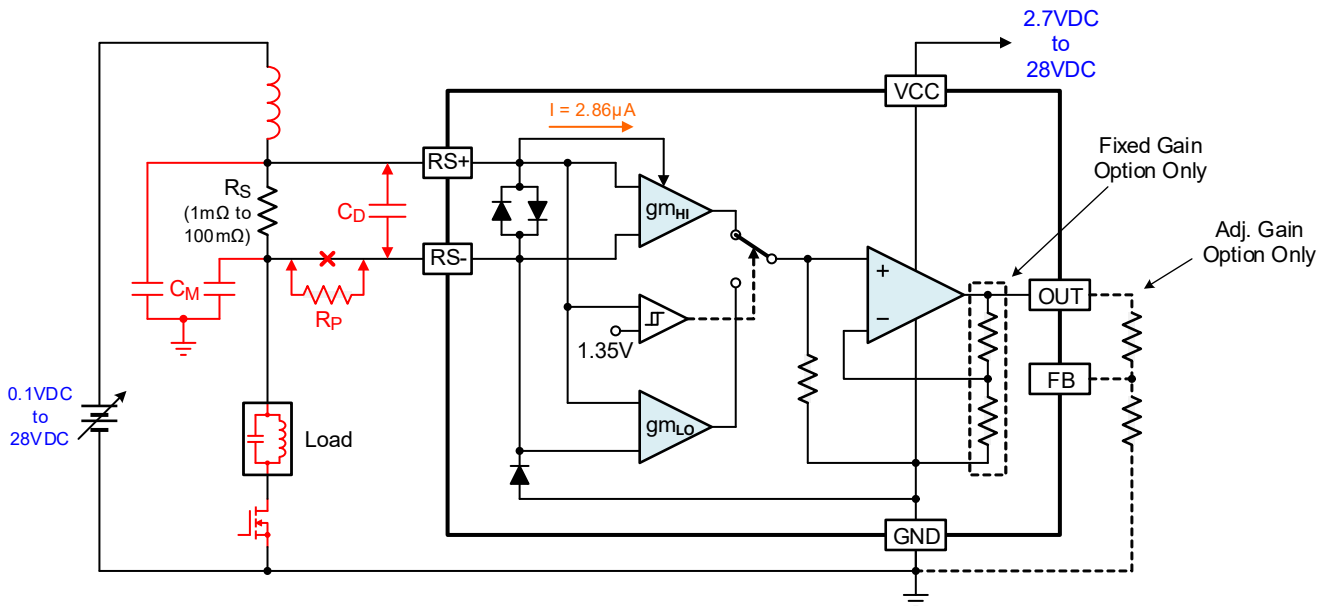 2.7VDC
to
28VDC
VCC
I = 2.86µA
Fixed Gain
Option Only
RS+
RS
(1mΩ to
100mΩ)
CD
gmHI
Adj. Gain
Option Only
RS-
CM
RP
+
−
OUT
1.35V
FB
0.1VDC
to
28VDC
gmLO
Load
GND